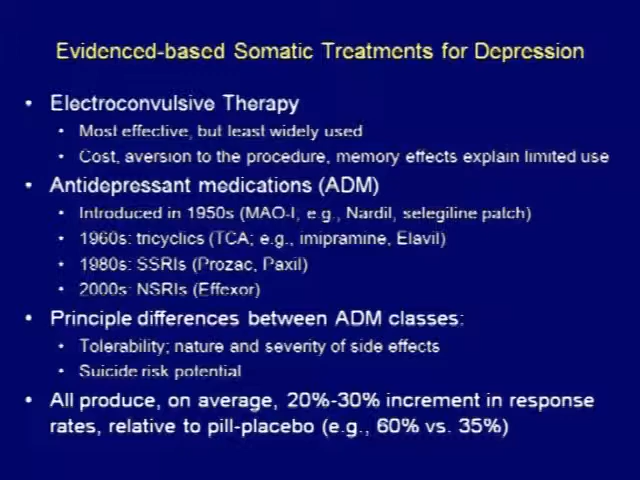 Evidenced-based Somatic Treatments for Depression
• Electroconvulsive Therapy
• Most effective, but least widely used
• Cost, aversion to the procedure, memory effects explain limited use
• Antidepressant medications (ADM)
• Introduced in 1950s (MAO-I, e.g., Nardil, selegiline patch)
• 1960s: tricyclics (TCA; e.g., imipramine, Elavil)
• 1980s: SSRIs (Prozac, Paxil)
• 2000s: NSRIs (Effexor)
• Principle differences between ADM classes:
• Tolerability; nature and severity of side effects
• Suicide risk potential
• All produce, on average, 20%-30% increment in response
rates, relative to pill-placebo (e.g., 60% vs. 35%)